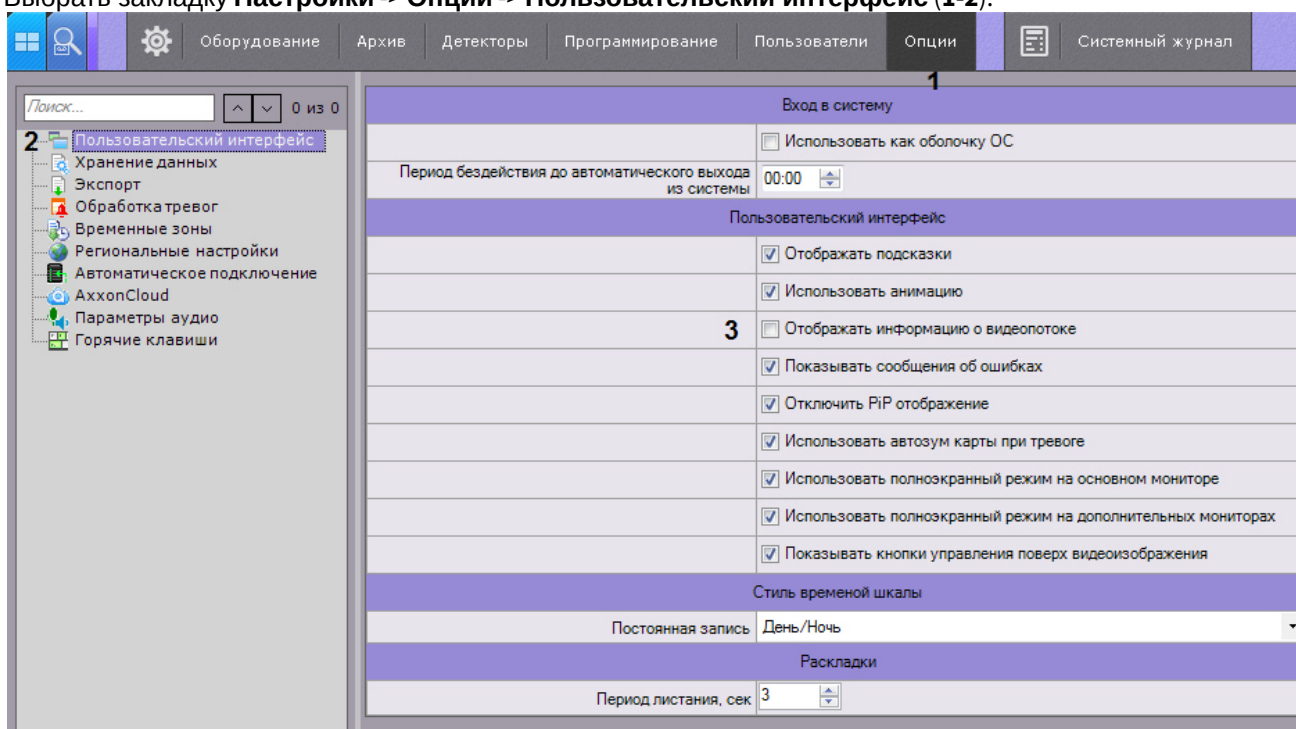 Выбрать закладку Настройки -> Опции -> Пользовательский интерфейс (1-2).
Оборудование Архив Детекторы Программирование Пользователи Опции Системный журнал
1
Поиск... 0 из 0
2 Пользовательский интерфейс
Хранение данных
Экспорт
Обработка тревог
Временные зоны
Региональные настройки
Автоматическое подключение
AxxonCloud
Параметры аудио
Горячие клавиши
Вход в систему
Использовать как оболочку ОС
Период бездействия до автоматического выхода
из системы
00:00
Пользовательский интерфейс
Отображать подсказки
Использовать анимацию
3 Отображать информацию о видеопотоке
Показывать сообщения об ошибках
Отключить PiP отображение
Использовать автозум карты при тревоге
Использовать полноэкранный режим на основном мониторе
Использовать полноэкранный режим на дополнительных мониторах
Показывать кнопки управления поверх видеоизображения
Стиль временой шкалы
Постоянная запись День/Ночь
Раскладки
Период листания, сек 3